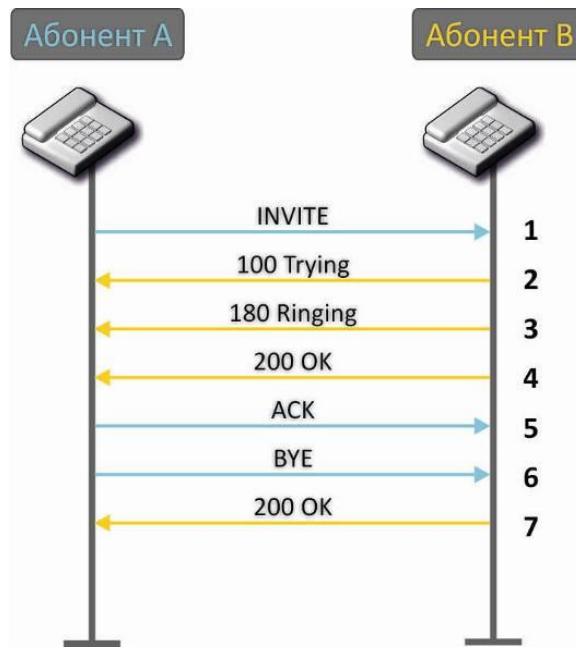 Абонент А
Абонент В
INVITE
1
100 Trying
2
180 Ringing
3
200 OK
4
ACK
5
BYE
6
200 OK
7